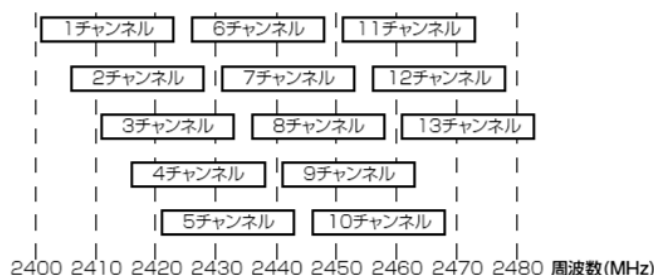 1チャンネル 6チャンネル 11チャンネル
2チャンネル 7チャンネル 12チャンネル
3チャンネル 8チャンネル 13チャンネル
4チャンネル 9チャンネル
5チャンネル 10チャンネル
2400 2410 2420 2430 2440 2450 2460 2470 2480 周波数(MHz)